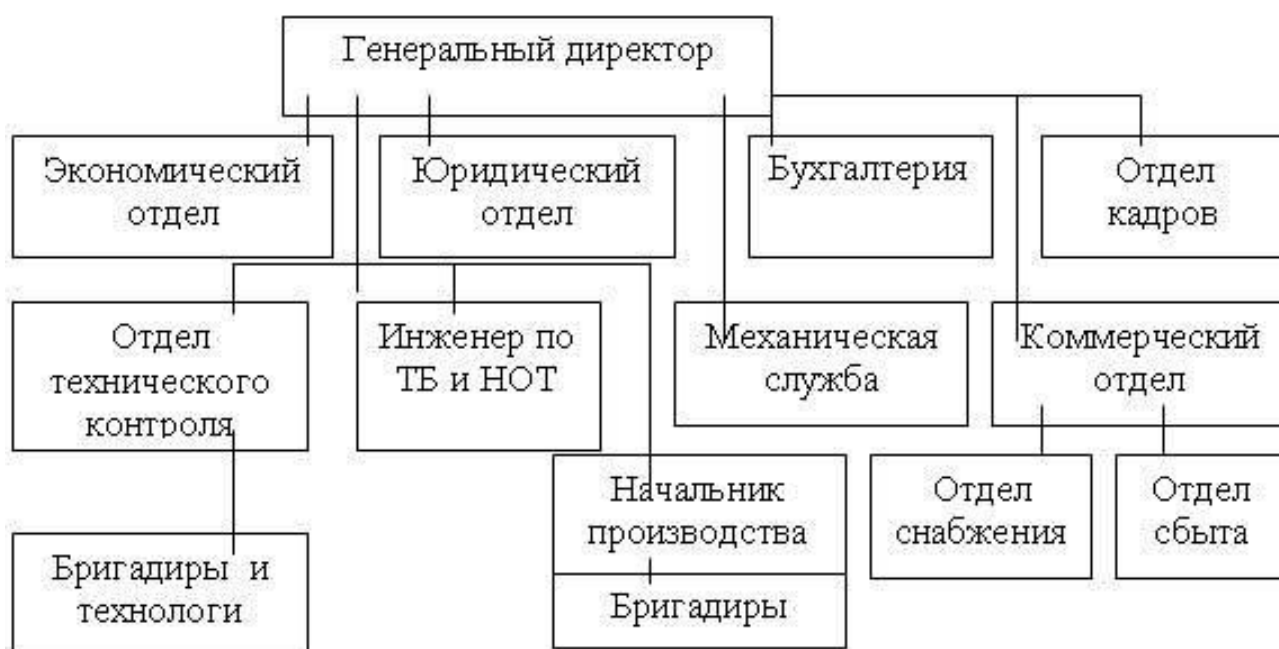 Генеральный директор
Экономический
отдел
Юридический
отдел
Бухгалтерия
Отдел
кадров
Отдел
технического
контроля
Инженер по
ТБ и НОТ
Механическая
служба
Коммерческий
отдел
Начальник
производства
Отдел
снабжения
Отдел
сбыта
Бригадиры и
технологи
Бригадиры